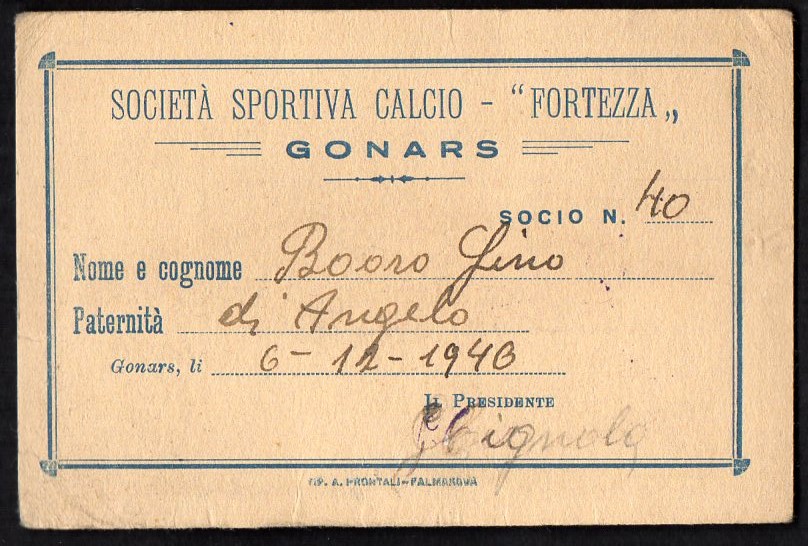 SOCIETÀ SPORTIVA CALCIO - “FORTEZZA„
GONARS
SOCIO N. 40
Nome e cognome Boaro Gino
Paternità di Angelo
Gonars, li 6-12-1946
IL PRESIDENTE
TIP. A. FRONTALI-PALMANOVA